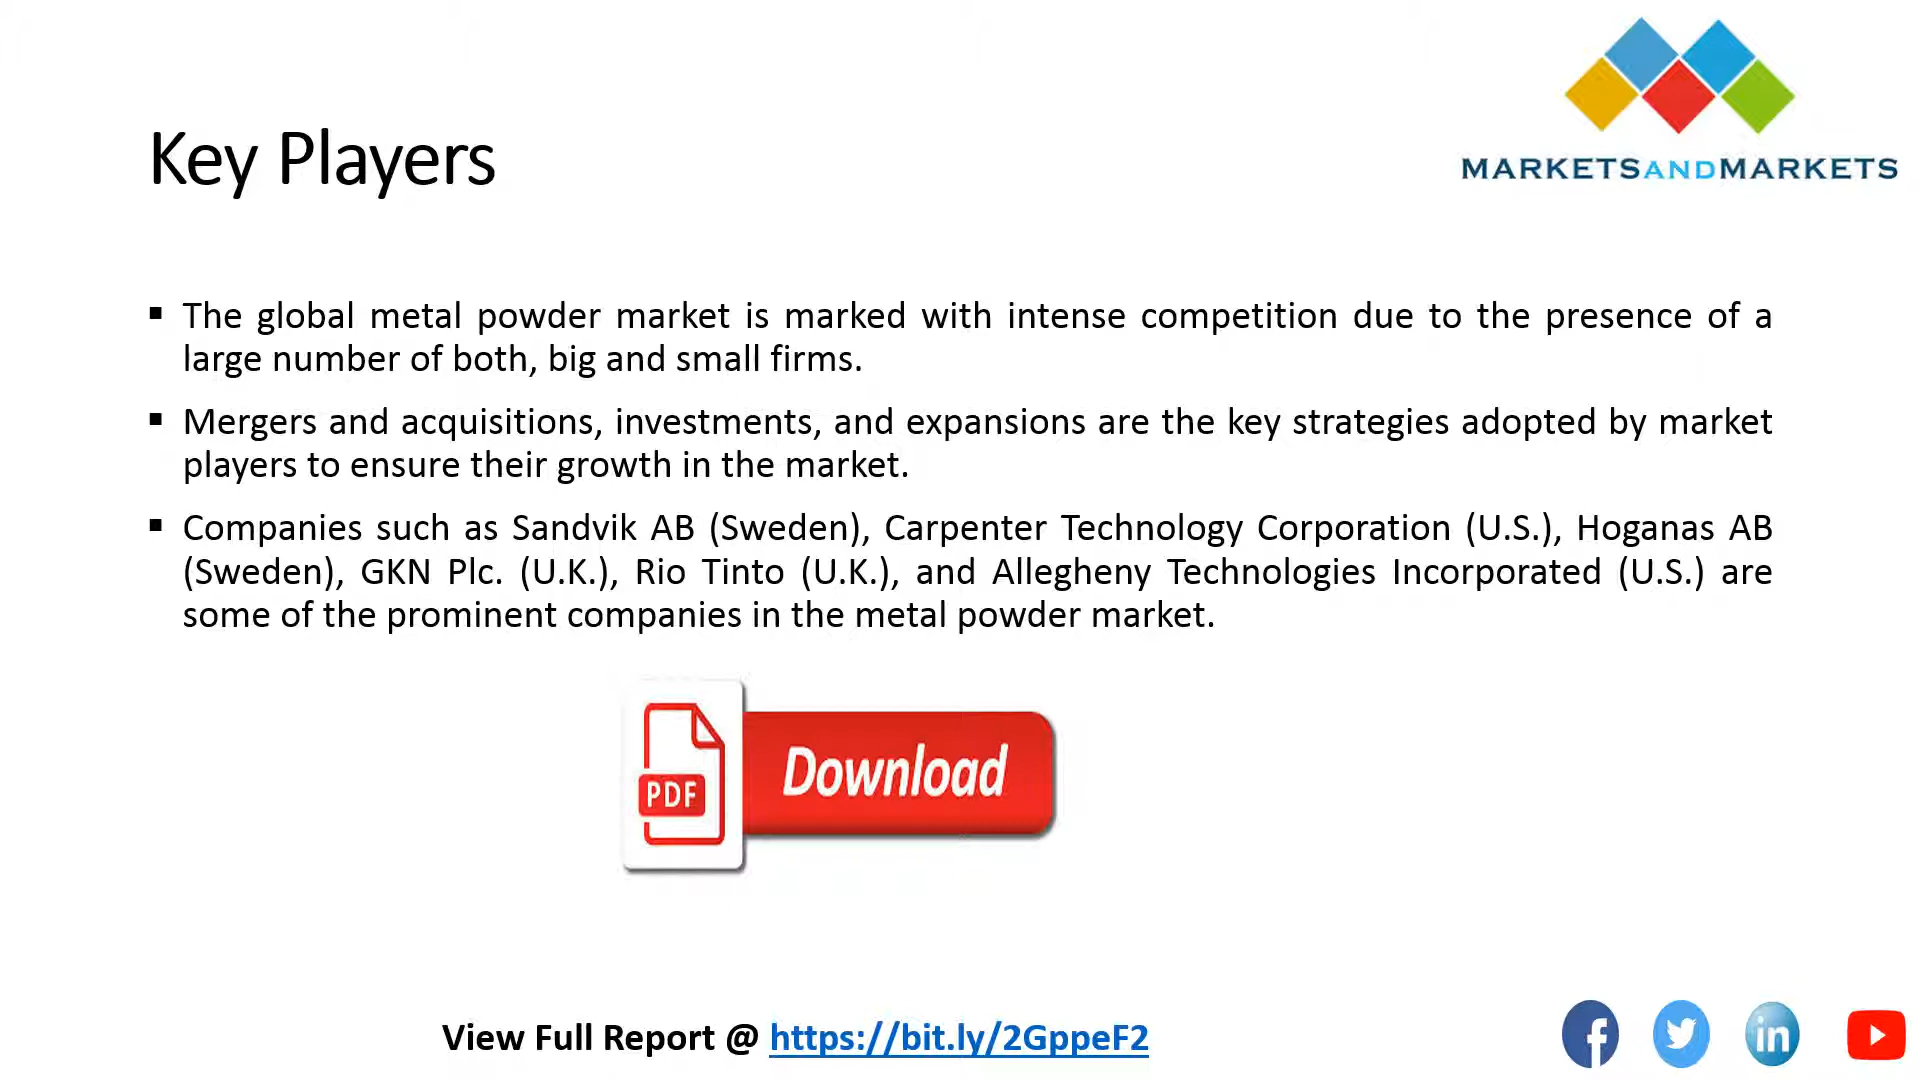 MARKETSANDMARKETS
Key Players
▪ The global metal powder market is marked with intense competition due to the presence of a
large number of both, big and small firms.
▪ Mergers and acquisitions, investments, and expansions are the key strategies adopted by market
players to ensure their growth in the market.
▪ Companies such as Sandvik AB (Sweden), Carpenter Technology Corporation (U.S.), Hoganas AB
(Sweden), GKN Plc. (U.K.), Rio Tinto (U.K.), and Allegheny Technologies Incorporated (U.S.) are
some of the prominent companies in the metal powder market.
PDF
Download
View Full Report @ https://bit.ly/2GppeF2
f
in